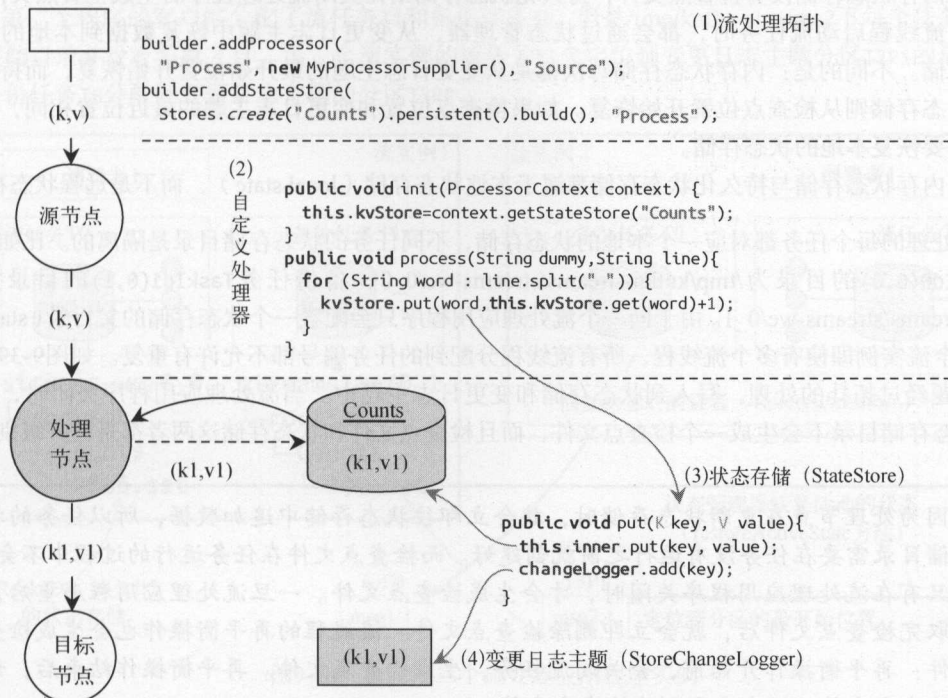 (1)流处理拓扑
builder.addProcessor(
"Process", new MyProcessorSupplier(), "Source");
builder.addStateStore(
Stores.create("Counts").persistent().build(), "Process");
(k,v)
(2)
自定义处理器
public void init(ProcessorContext context) {
this.kvStore=context.getStateStore("Counts");
}
public void process(String dummy,String line){
for (String word : line.split(" ")) {
kvStore.put(word,this.kvStore.get(word)+1);
}
}
源节点
(k,v)
处理
节点
(k1,v1)
Counts
(k1,v1)
(3)状态存储（StateStore）
public void put(K key, V value){
this.inner.put(key, value);
changeLogger.add(key);
}
(k1,v1)
(k1,v1)
(4)变更日志主题（StoreChangeLogger）
目标
节点